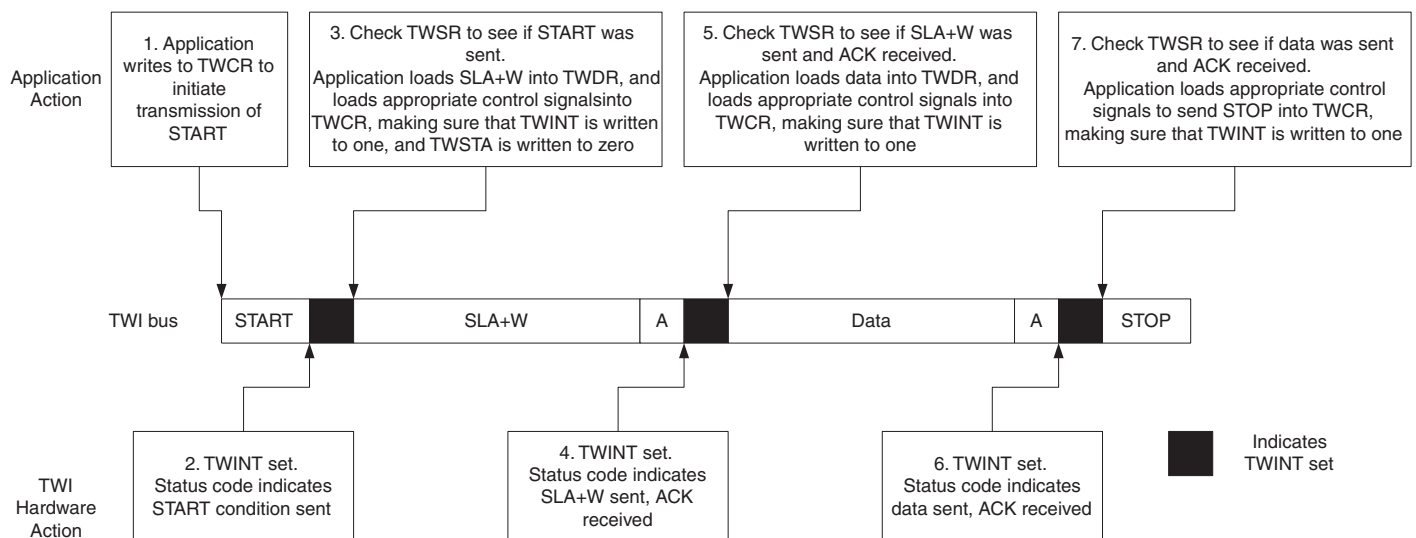 Application
Action
1. Application
writes to TWCR to
initiate
transmission of
START
3. Check TWSR to see if START was
sent.
Application loads SLA+W into TWDR, and
loads appropriate control signalsinto
TWCR, making sure that TWINT is written
to one, and TWSTA is written to zero
5. Check TWSR to see if SLA+W was
sent and ACK received.
Application loads data into TWDR, and
loads appropriate control signals into
TWCR, making sure that TWINT is
written to one
7. Check TWSR to see if data was sent
and ACK received.
Application loads appropriate control
signals to send STOP into TWCR,
making sure that TWINT is written to one
TWI bus
START
SLA+W
A
Data
A
STOP
TWI
Hardware
Action
2. TWINT set.
Status code indicates
START condition sent
4. TWINT set.
Status code indicates
SLA+W sent, ACK
received
6. TWINT set.
Status code indicates
data sent, ACK received
Indicates
TWINT set